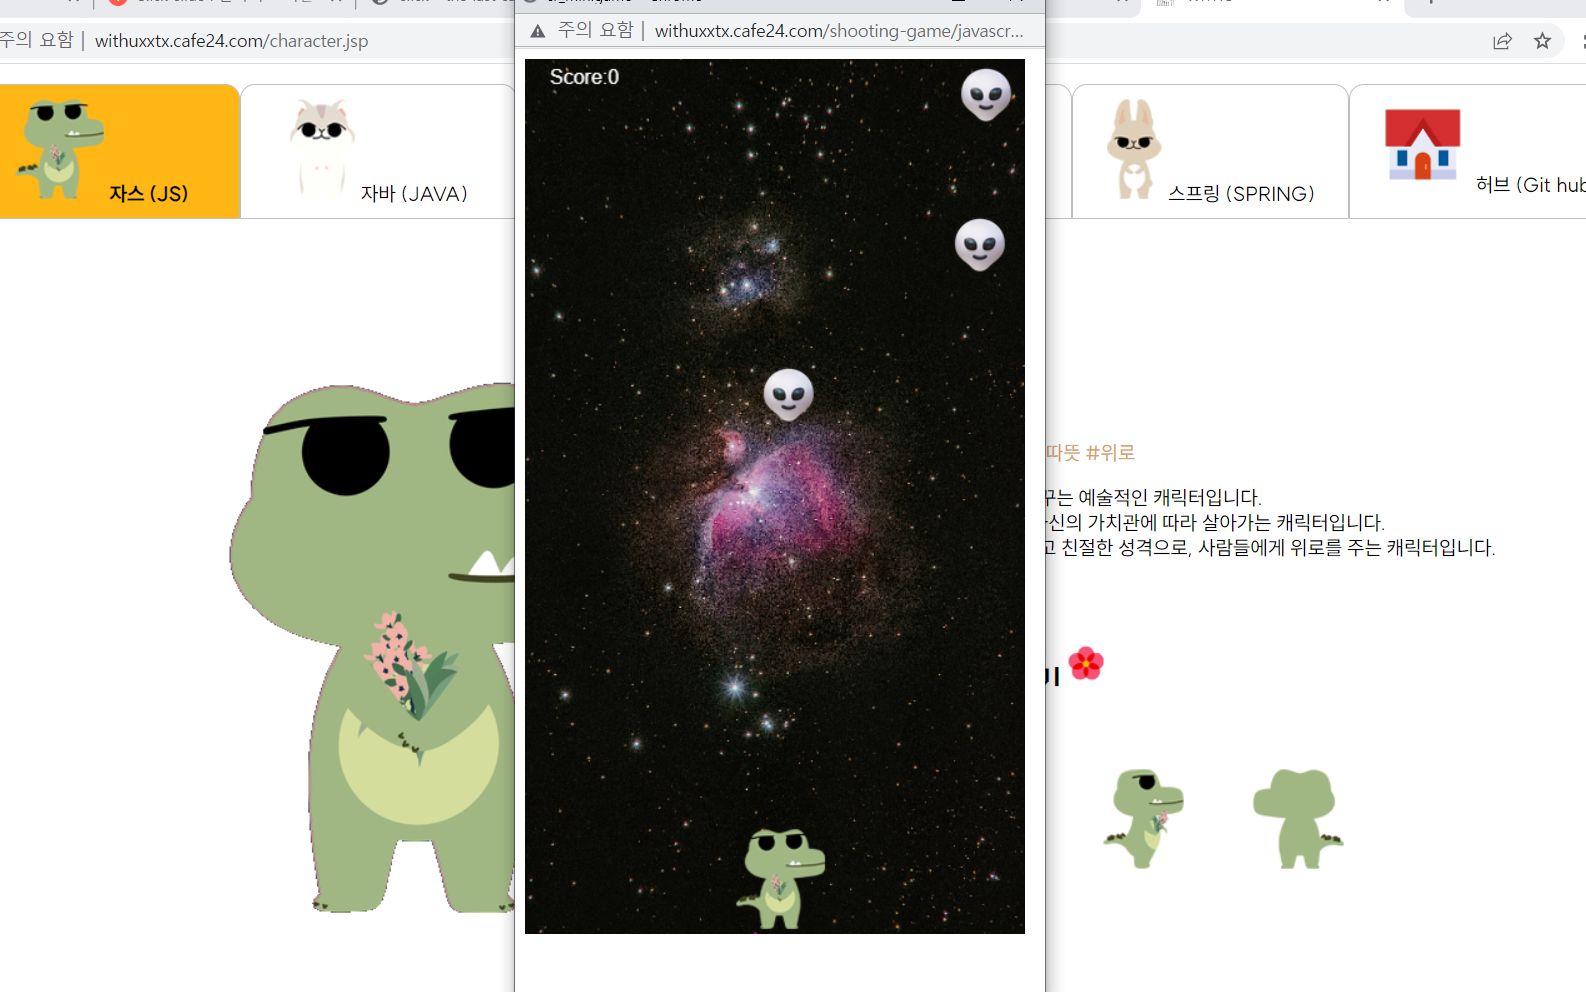 주의 요함
withuxxtx.cafe24.com/character.jsp
주의 요함
withuxxtx.cafe24.com/shooting-game/javascr...
자스 (JS)
자바 (JAVA)
스프링 (SPRING)
허브 (Git hub
Score:0
따뜻 #위로
꾸는 예술적인 캐릭터입니다.
신의 가치관에 따라 살아가는 캐릭터입니다.
고 친절한 성격으로, 사람들에게 위로를 주는 캐릭터입니다.